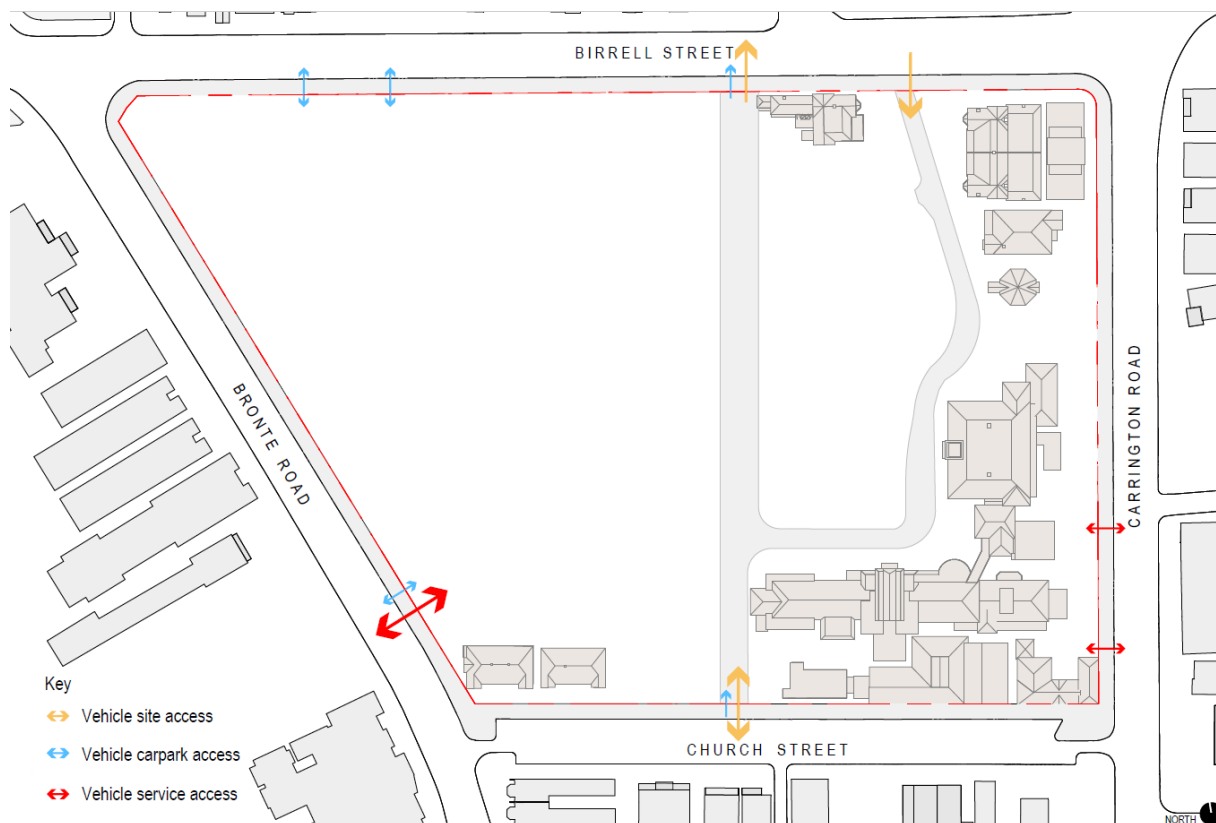 BIRRELL STREET
BRONTE ROAD
CARRINGTON ROAD
CHURCH STREET
Key
Vehicle site access
Vehicle carpark access
Vehicle service access
NORTH